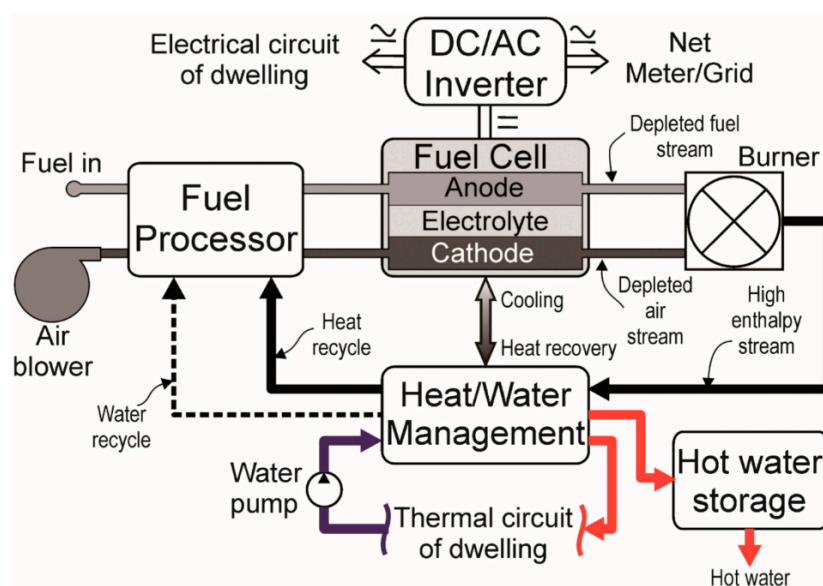 Electrical circuit
of dwelling
DC/AC
Inverter
Net
Meter/Grid
Depleted fuel
stream
Burner
Fuel in
Fuel
Processor
Fuel Cell
Anode
Electrolyte
Cathode
Air
blower
Heat
recycle
Water
recycle
Cooling
Heat recovery
Depleted
air
stream
High
enthalpy
stream
Heat/Water
Management
Water
pump
Thermal circuit
of dwelling
Hot water
storage
Hot water